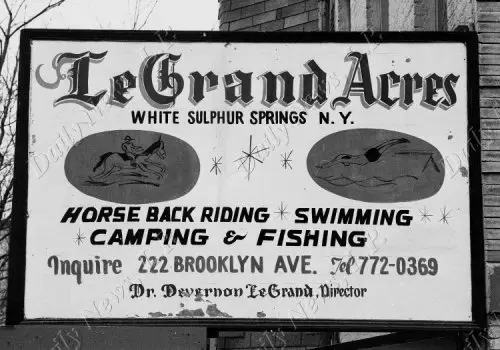 LeGrand Acres
WHITE SULPHUR SPRINGS N.Y.
HORSE BACK RIDING * SWIMMING
* CAMPING & FISHING
Inquire 222 BROOKLYN AVE. Tel 772-0369
Dr. Devernon LeGrand, Director